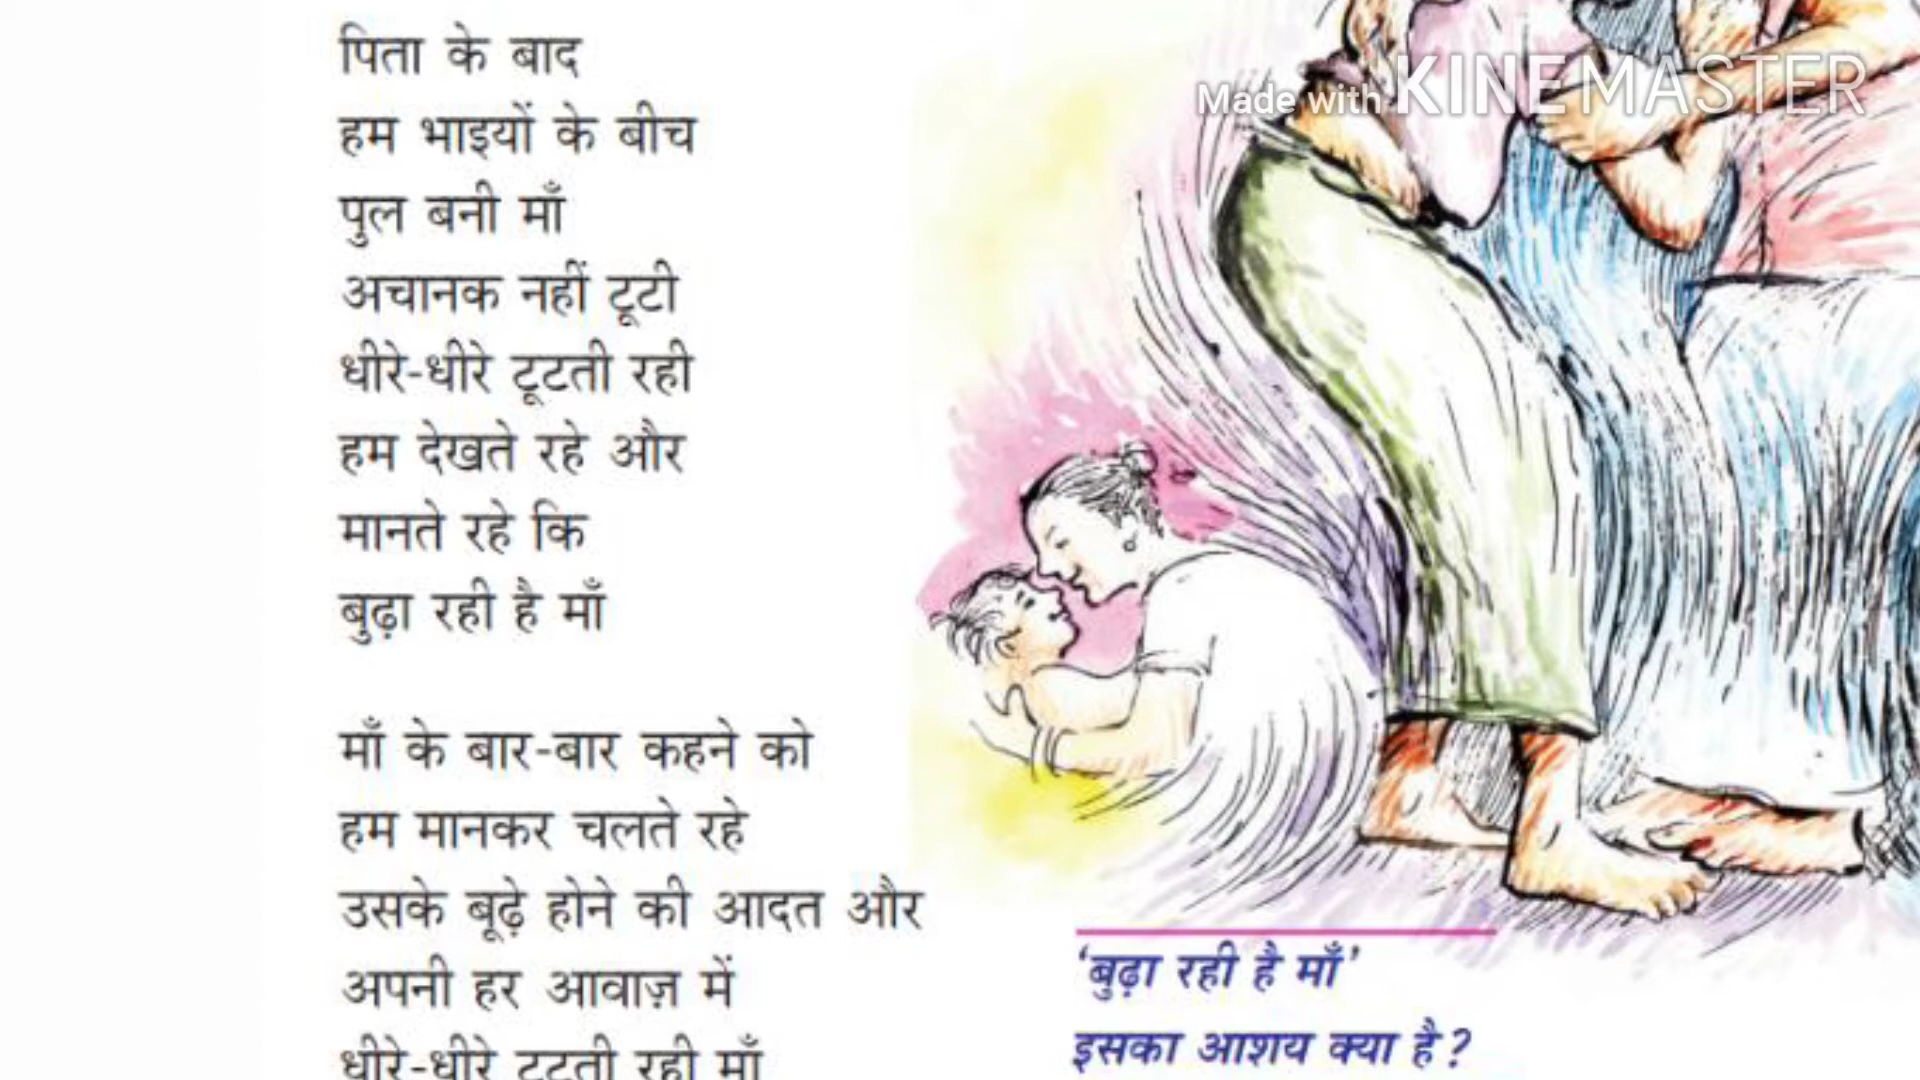 पिता के बाद
हम भाइयों के बीच
पुल बनी माँ
अचानक नहीं टूटी
धीरे-धीरे टूटती रही
हम देखते रहे और
मानते रहे कि
बुढ़ा रही है माँ
माँ के बार-बार कहने को
हम मानकर चलते रहे
उसके बूढ़े होने की आदत और
अपनी हर आवाज़ में
धीरे-धीरे टूटती रही माँ
Made with KINEMASTER
‘बुढ़ा रही है माँ’
इसका आशय क्या है?